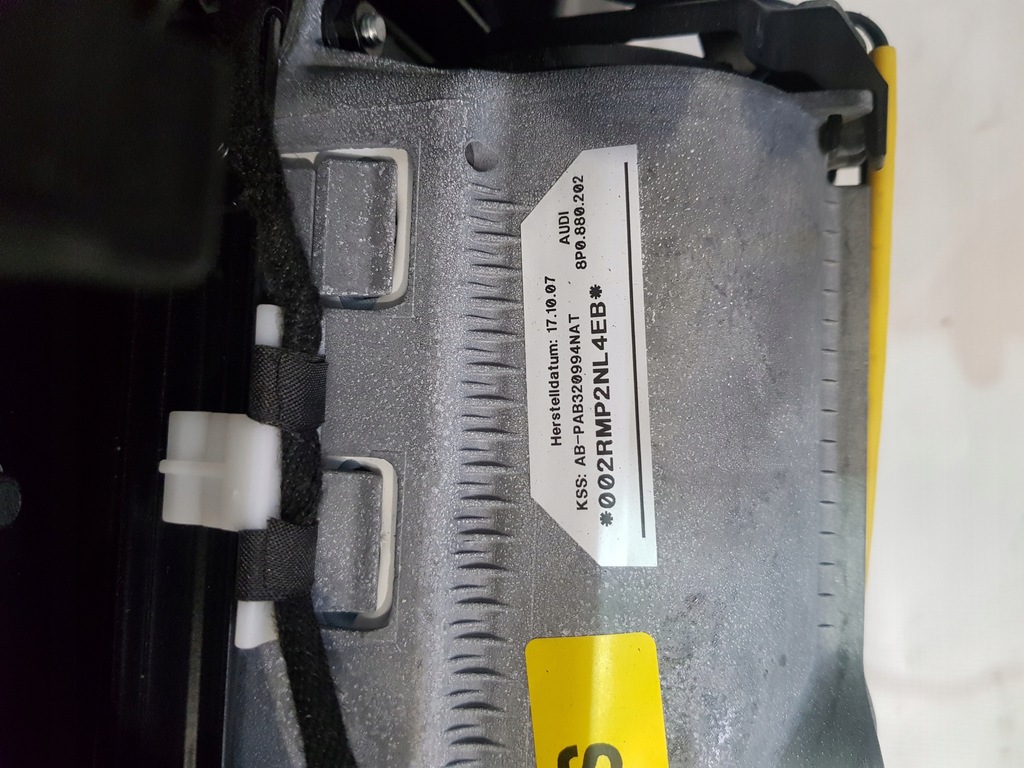 Herstelldatum: 17.10.07
KSS: AB-PAB320994NAT AUDI
8P0.880.202
*002RMP2NL4EB*
S